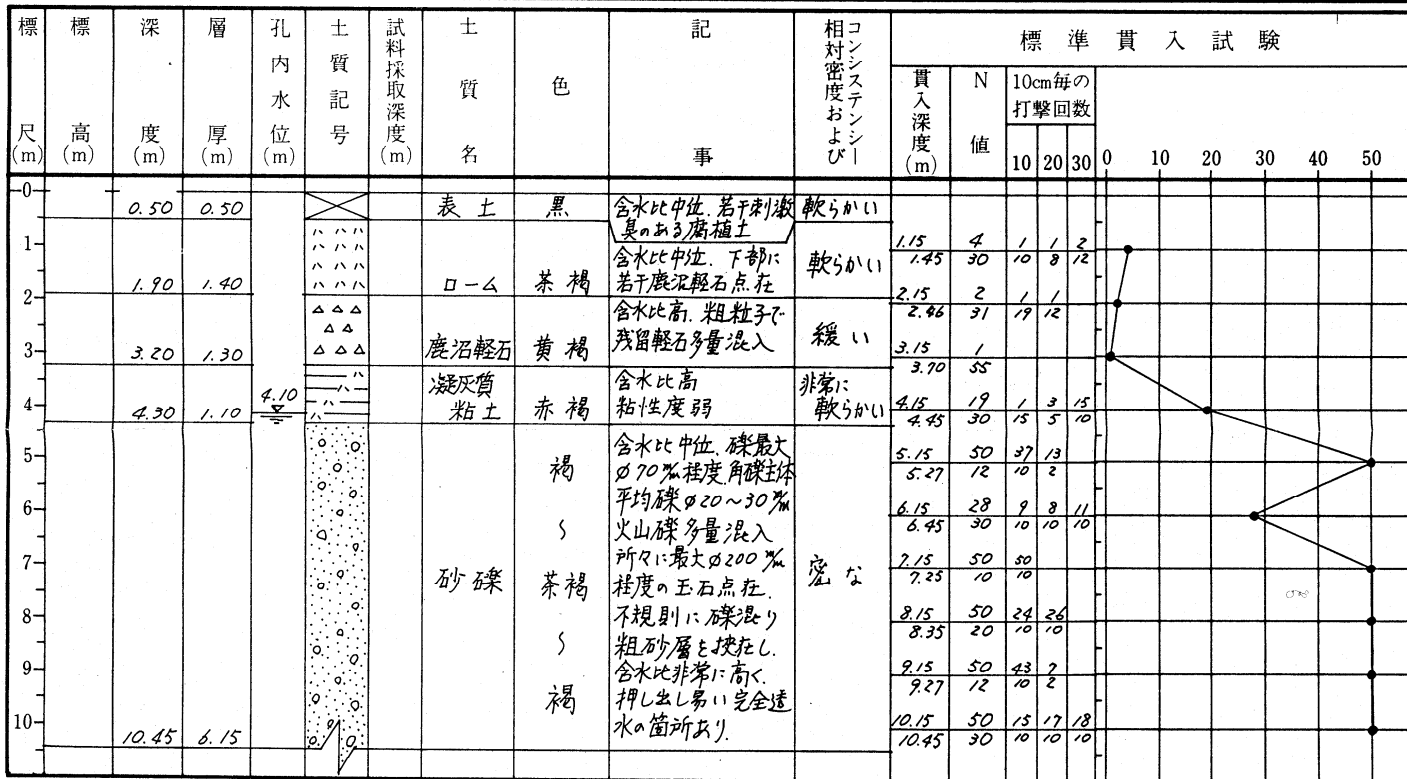 標尺(m)
標高(m)
深度(m)
層厚(m)
孔内水位(m)
土質記号
試料採取深度(m)
土質名
色
記事
相対密度および
コンシステンシー
標準貫入試験
貫入深度(m)
N値
10cm毎の
打撃回数
10 20 30
0 10 20 30 40 50
0
0.50 0.50 表土 黒
含水比中位、若干刺激
臭のある腐植土
軟らかい
1
1.90 1.40 ローム 茶褐
含水比中位、下部に
若干鹿沼軽石点在
軟らかい
1.15 4 1 1 2
1.45 30 10 8 12
2
3.20 1.30 鹿沼軽石 黄褐
含水比高、粗粒子で
残留軽石多量混入
緩い
2.15 2 1 1
2.46 31 19 12
3
3.15 1
3.70 55
4.10
4
4.30 1.10
凝灰質
粘土
赤褐
含水比高
粘性度弱
非常に
軟らかい
4.15 19 1 3 15
4.45 30 15 5 10
5
6
7
8
9
10
10.45 6.15
砂礫
褐
〜
茶褐
〜
褐
含水比中位、礫最大
φ70㎜程度、角礫主体
平均礫φ20〜30㎜
火山礫多量混入
所々に最大φ200㎜
程度の玉石点在、
不規則に礫混り
粗砂層を挟在し、
含水比非常に高く、
押し出し易い完全透
水の箇所あり。
密な
5.15 50 37 13
5.27 12 10 2
6.15 28 9 8 11
6.45 30 10 10 10
7.15 50 50
7.25 10 10
8.15 50 24 26
8.35 20 10 10
9.15 50 43 7
9.27 12 10 2
10.15 50 15 17 18
10.45 30 10 10 10